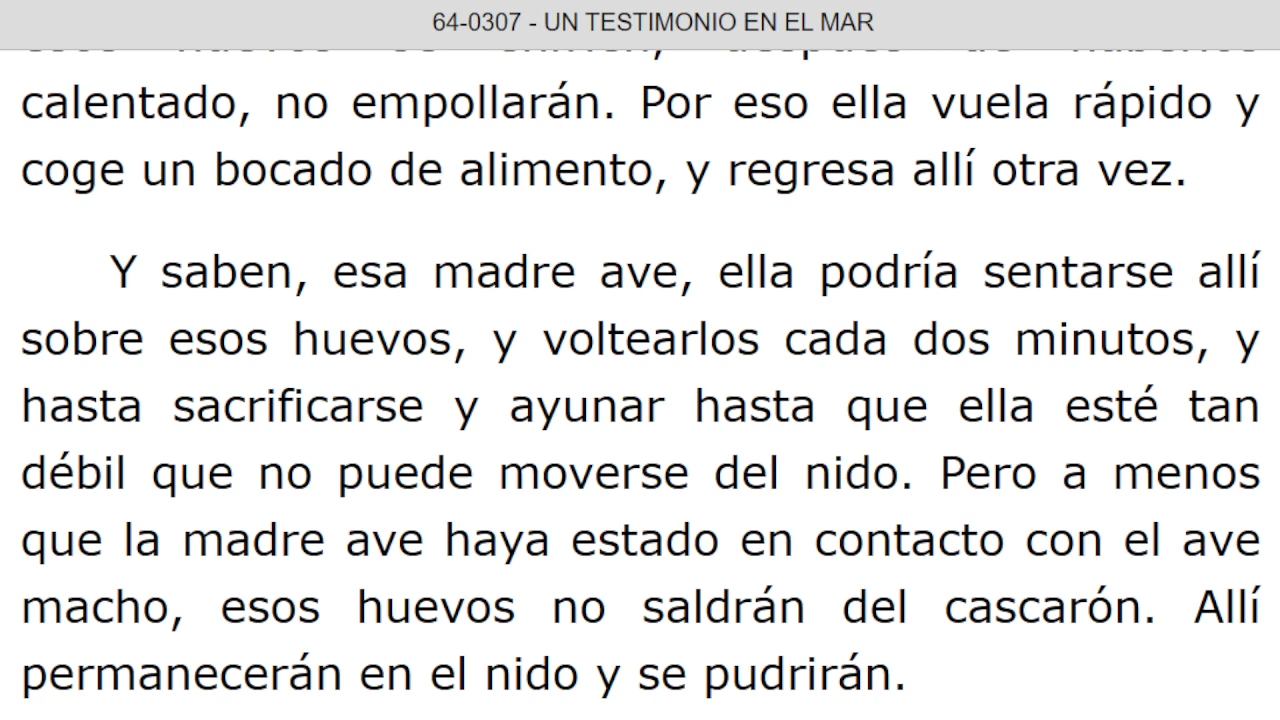 64-0307 - UN TESTIMONIO EN EL MAR
calentado, no empollarán. Por eso ella vuela rápido y
coge un bocado de alimento, y regresa allí otra vez.
Y saben, esa madre ave, ella podría sentarse allí
sobre esos huevos, y voltearlos cada dos minutos, y
hasta sacrificarse y ayunar hasta que ella esté tan
débil que no puede moverse del nido. Pero a menos
que la madre ave haya estado en contacto con el ave
macho, esos huevos no saldrán del cascarón. Allí
permanecerán en el nido y se pudrirán.